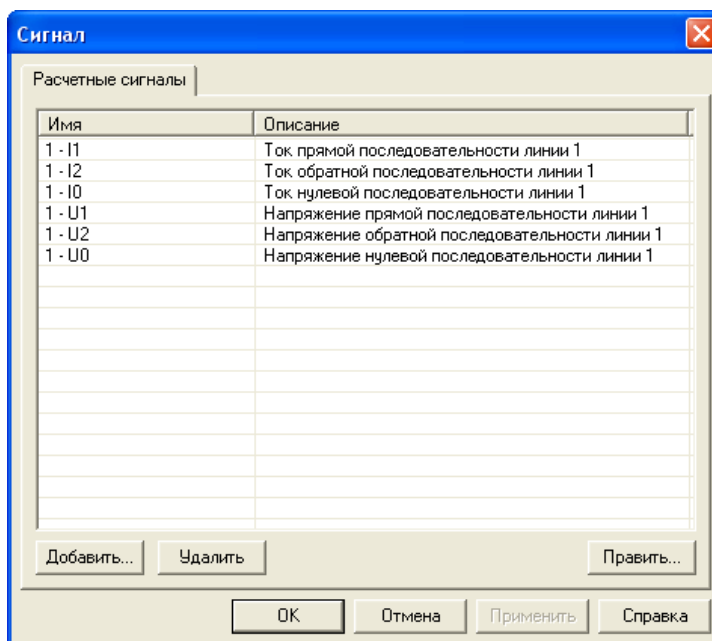 Сигнал
Расчетные сигналы
Имя Описание
1 - I1 Ток прямой последовательности линии 1
1 - I2 Ток обратной последовательности линии 1
1 - I0 Ток нулевой последовательности линии 1
1 - U1 Напряжение прямой последовательности линии 1
1 - U2 Напряжение обратной последовательности линии 1
1 - U0 Напряжение нулевой последовательности линии 1
Добавить... Удалить Править...
OK Отмена Применить Справка